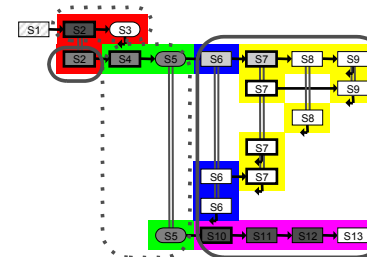 S1 S2 S3
S2 S4 S5 S6 S7 S8 S9
S7 S9
S8
S7
S6 S7
S6
S5 S10 S11 S12 S13